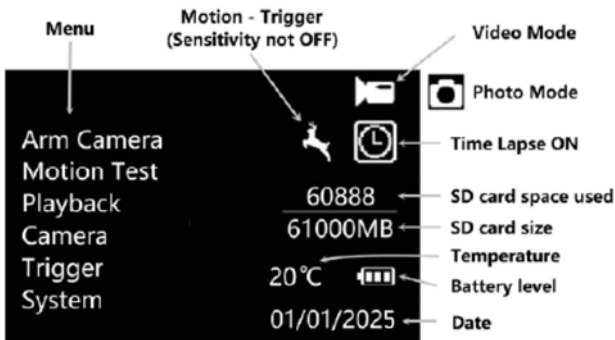 Menu
Motion - Trigger
(Sensitivity not OFF)
Video Mode
Photo Mode
Arm Camera
Motion Test
Playback
Camera
Trigger
System
Time Lapse ON
60888
SD card space used
61000MB
SD card size
Temperature
20℃
Battery level
01/01/2025
Date